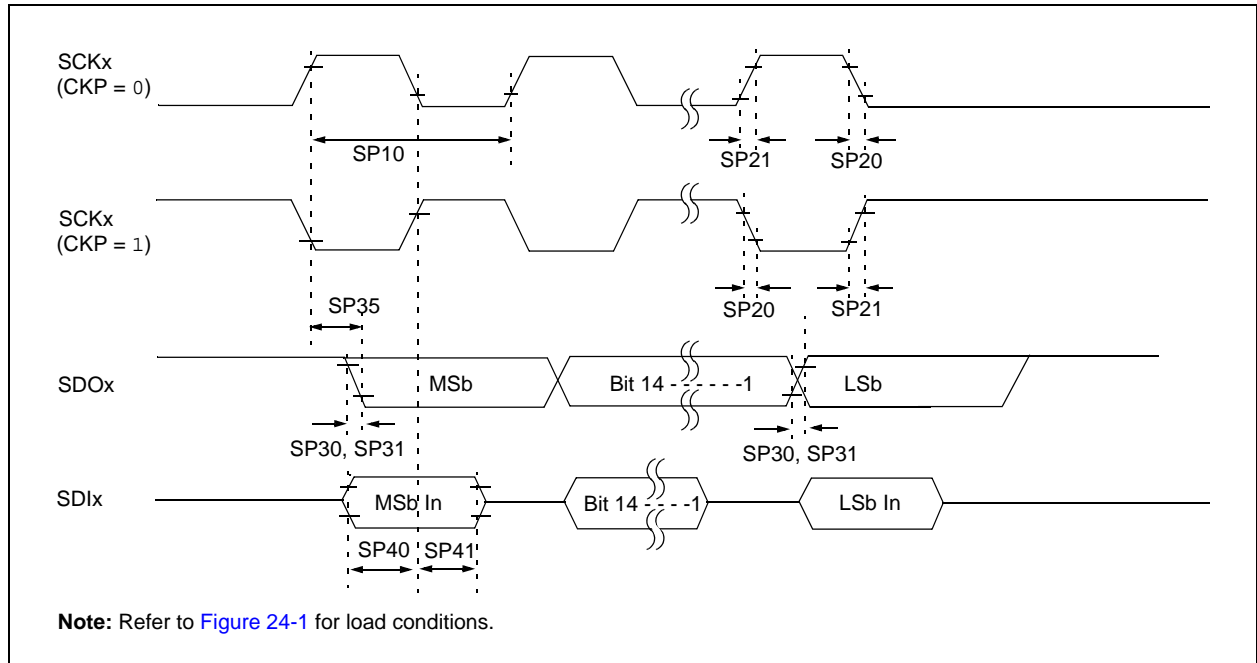 SCKx
(CKP = 0)
SP10
SP21
SP20
SCKx
(CKP = 1)
SP35
SP20
SP21
SDOx
MSb
Bit 14 - - - - - -1
LSb
SP30, SP31
SP30, SP31
SDIx
MSb In
Bit 14 - - - -1
LSb In
SP40
SP41
Note: Refer to Figure 24-1 for load conditions.